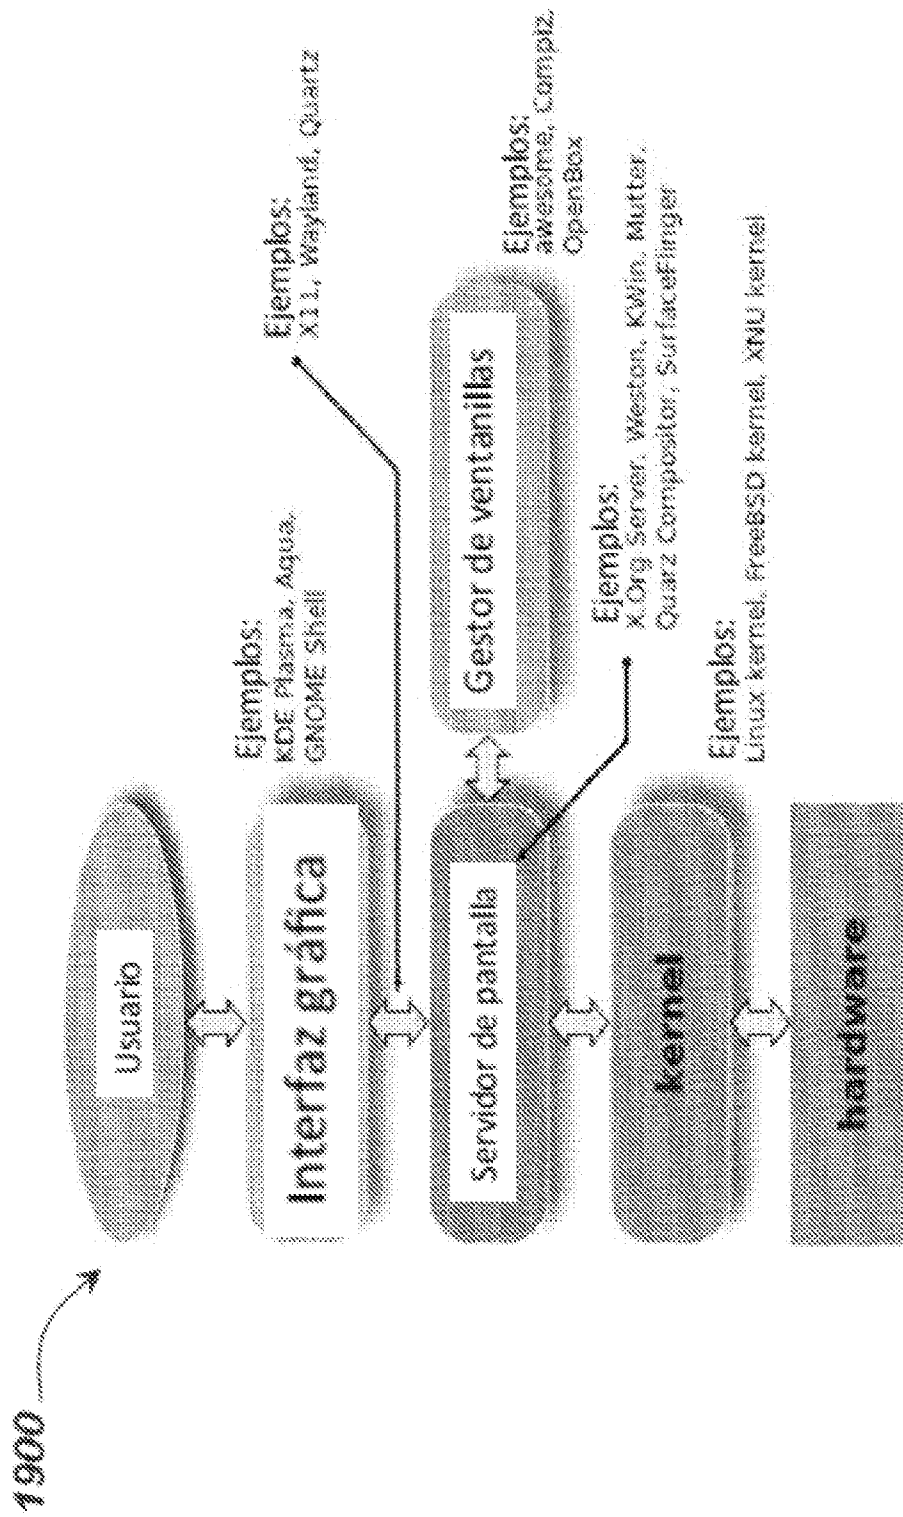 1900
Usuario
Interfaz gráfica
Ejemplos:
KDE Plasma, Aqua,
GNOME Shell
Ejemplos:
X11, Wayland, Quartz
Servidor de pantalla
Gestor de ventanillas
Ejemplos:
awesome, Compiz,
OpenBox
Ejemplos:
X.Org Server, Weston, KWin, Mutter,
Quarz Compositor, SurfaceFlinger
kernel
Ejemplos:
Linux kernel, FreeBSD kernel, XNU kernel
hardware